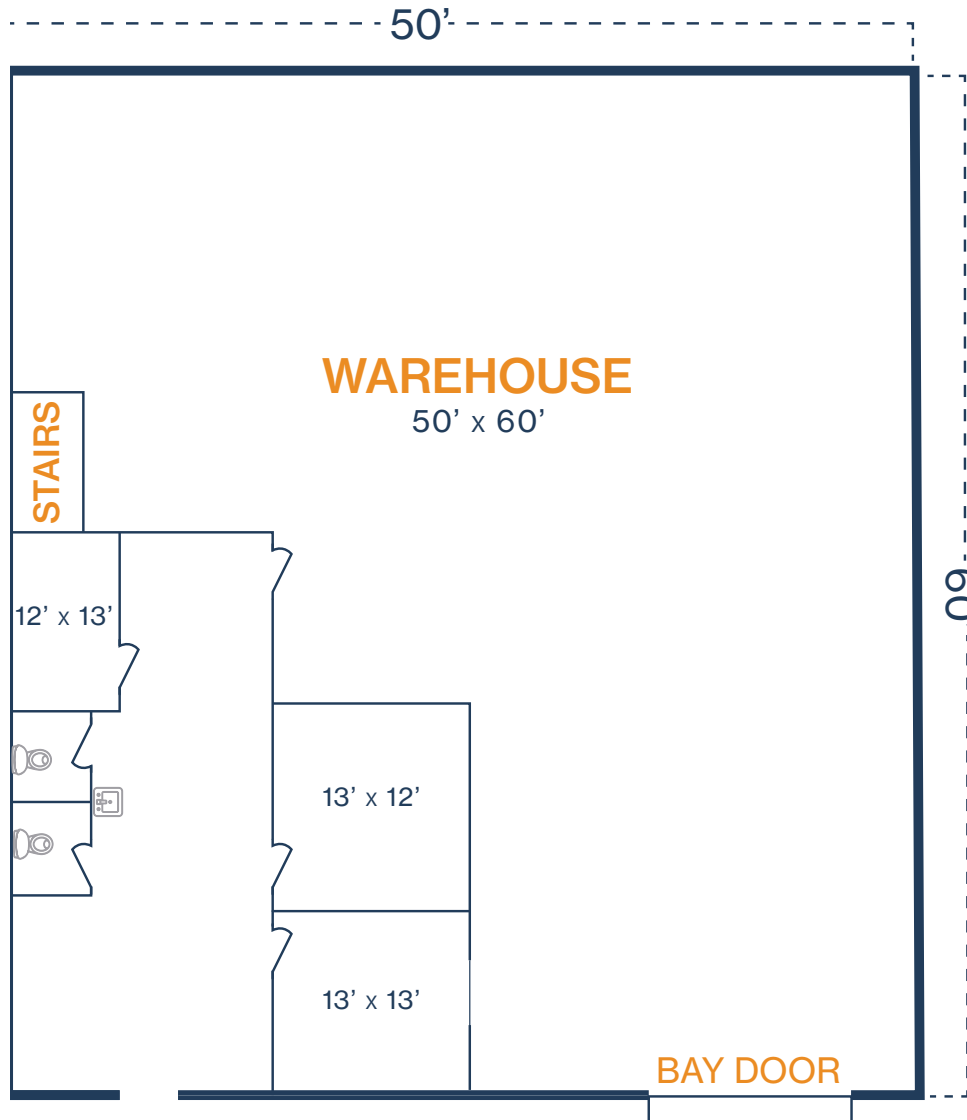 50’
WAREHOUSE
50’ x 60’
STAIRS
60
12’ x 13’
13’ x 12’
13’ x 13’
BAY DOOR